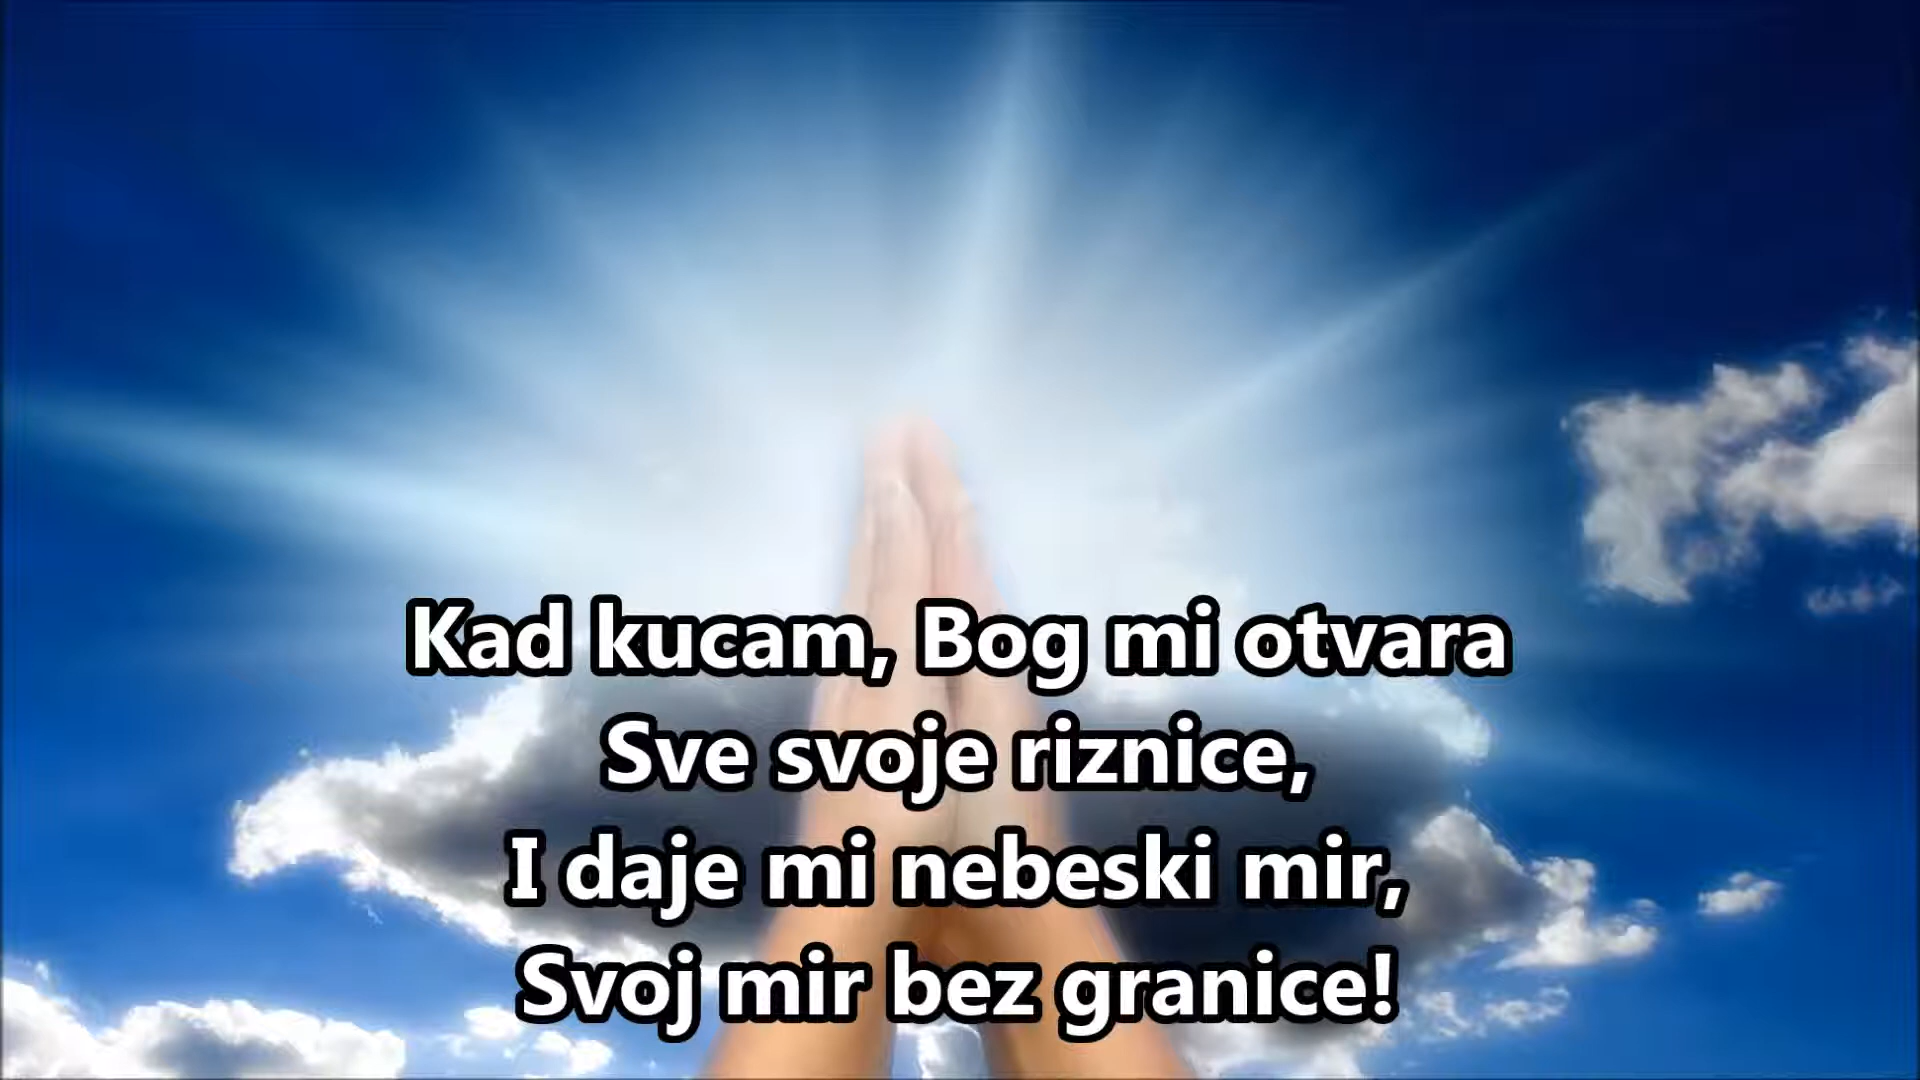 Kad kucam, Bog mi otvara
Sve svoje riznice,
I daje mi nebeski mir,
Svoj mir bez granice!